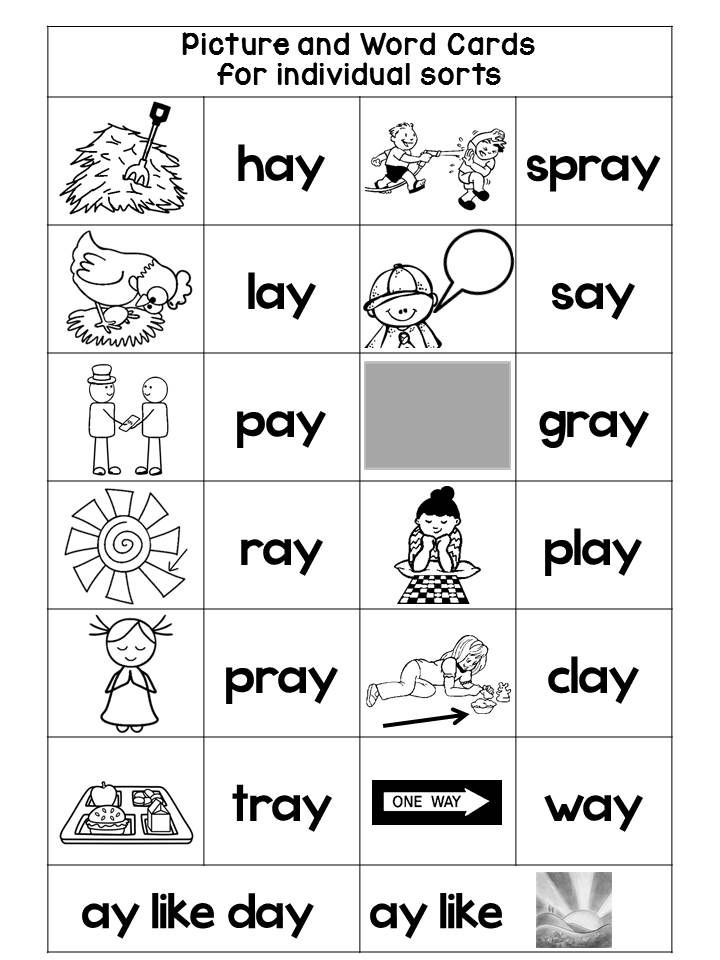 Picture and Word Cards
for individual sorts
hay
spray
lay
say
pay
gray
ray
play
pray
clay
tray
ONE WAY
way
ay like day
ay like